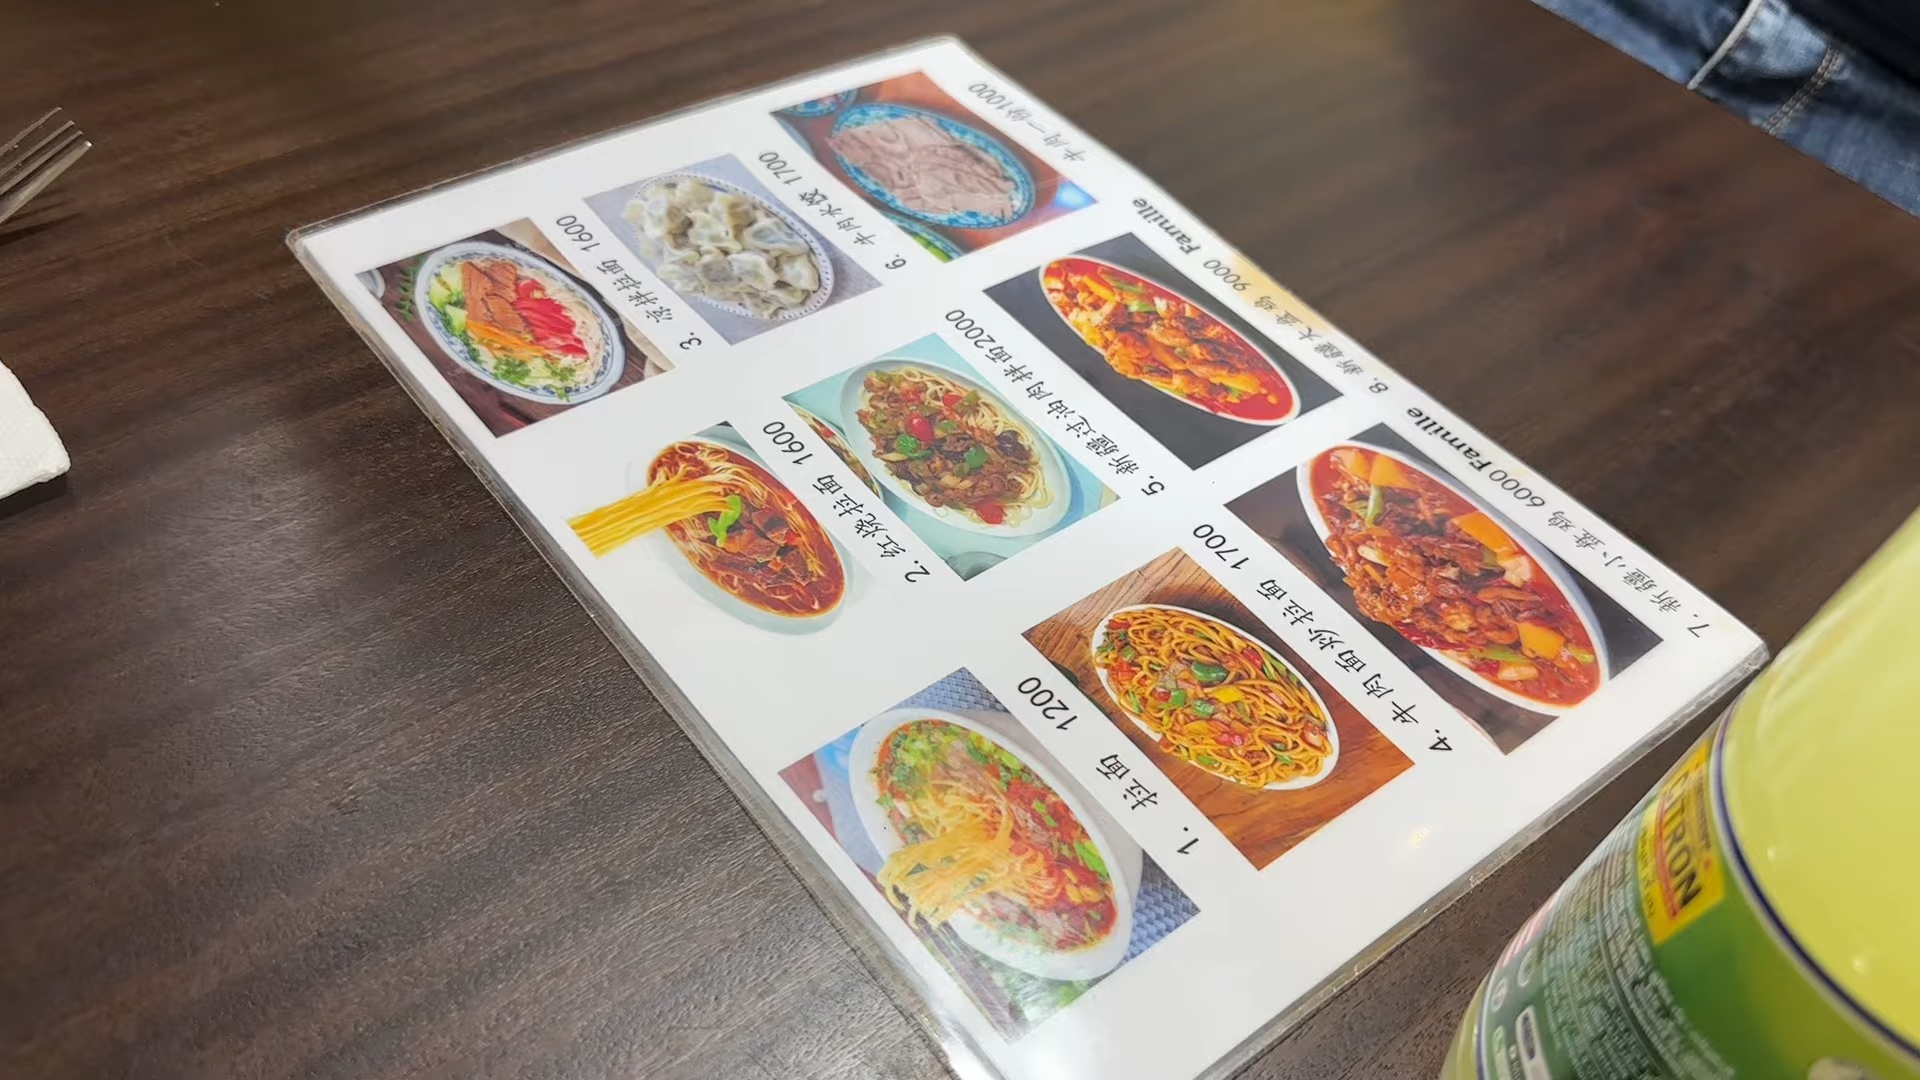 1. 拉面 1200
2. 红烧拉面 1600
3. 凉拌拉面 1600
4. 牛肉面炒拉面 1700
5. 新疆过油肉拌面2000
6. 牛肉水饺 1700
7. 新疆小盘鸡 6000 Famille
8. 新疆大盘鸡 9000 Famille
牛肉一份1000
CITRON